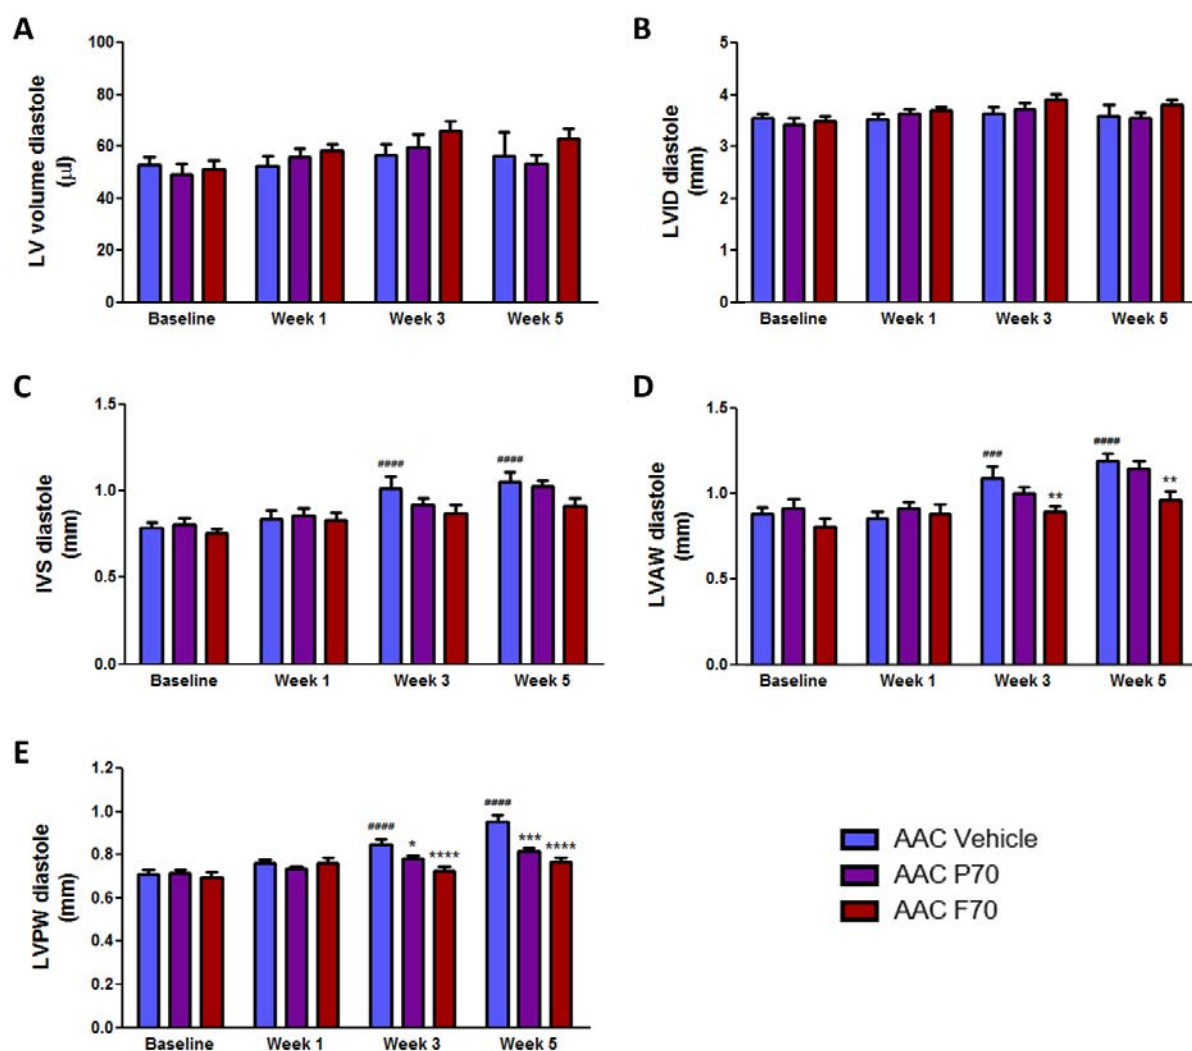 A
LV volume diastole
(µl)
100
80
60
40
20
0
Baseline Week 1 Week 3 Week 5
B
LVID diastole
(mm)
5
4
3
2
1
0
Baseline Week 1 Week 3 Week 5
C
IVS diastole
(mm)
1.5
1.0
0.5
0.0
#### ####
Baseline Week 1 Week 3 Week 5
D
LVAW diastole
(mm)
1.5
1.0
0.5
0.0
### ** #### **
Baseline Week 1 Week 3 Week 5
E
LVPW diastole
(mm)
1.2
1.0
0.8
0.6
0.4
0.2
0.0
#### * **** #### *** ****
Baseline Week 1 Week 3 Week 5
AAC Vehicle
AAC P70
AAC F70